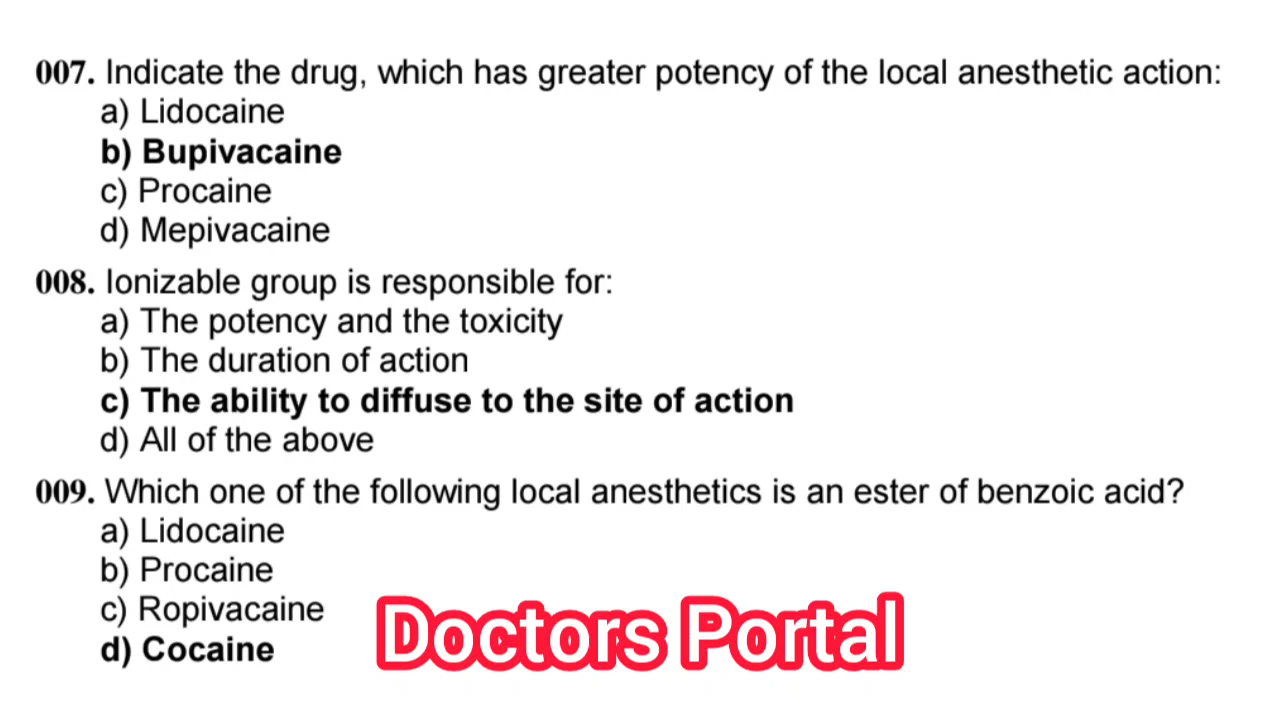 007. Indicate the drug, which has greater potency of the local anesthetic action:
a) Lidocaine
b) Bupivacaine
c) Procaine
d) Mepivacaine
008. Ionizable group is responsible for:
a) The potency and the toxicity
b) The duration of action
c) The ability to diffuse to the site of action
d) All of the above
009. Which one of the following local anesthetics is an ester of benzoic acid?
a) Lidocaine
b) Procaine
c) Ropivacaine
d) Cocaine
Doctors Portal